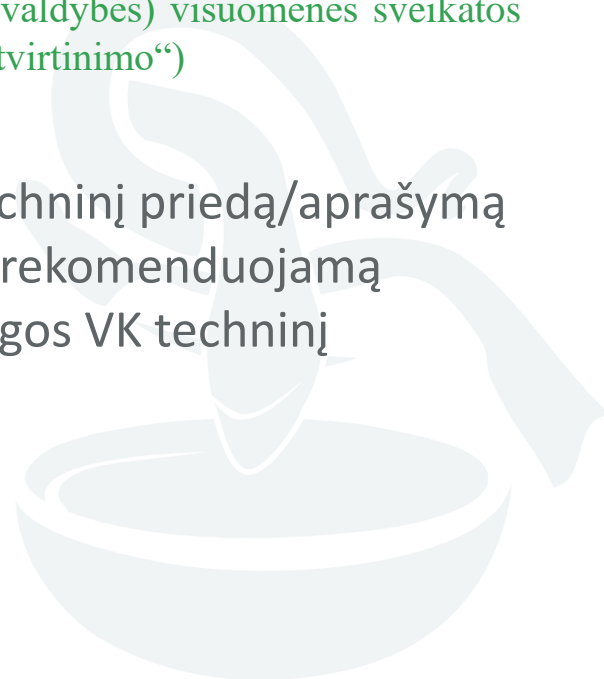 valdybės) visuomenės sveikatos
tvirtinimo“)
chninį priedą/aprašymą
rekomenduojamą
gos VK techninį